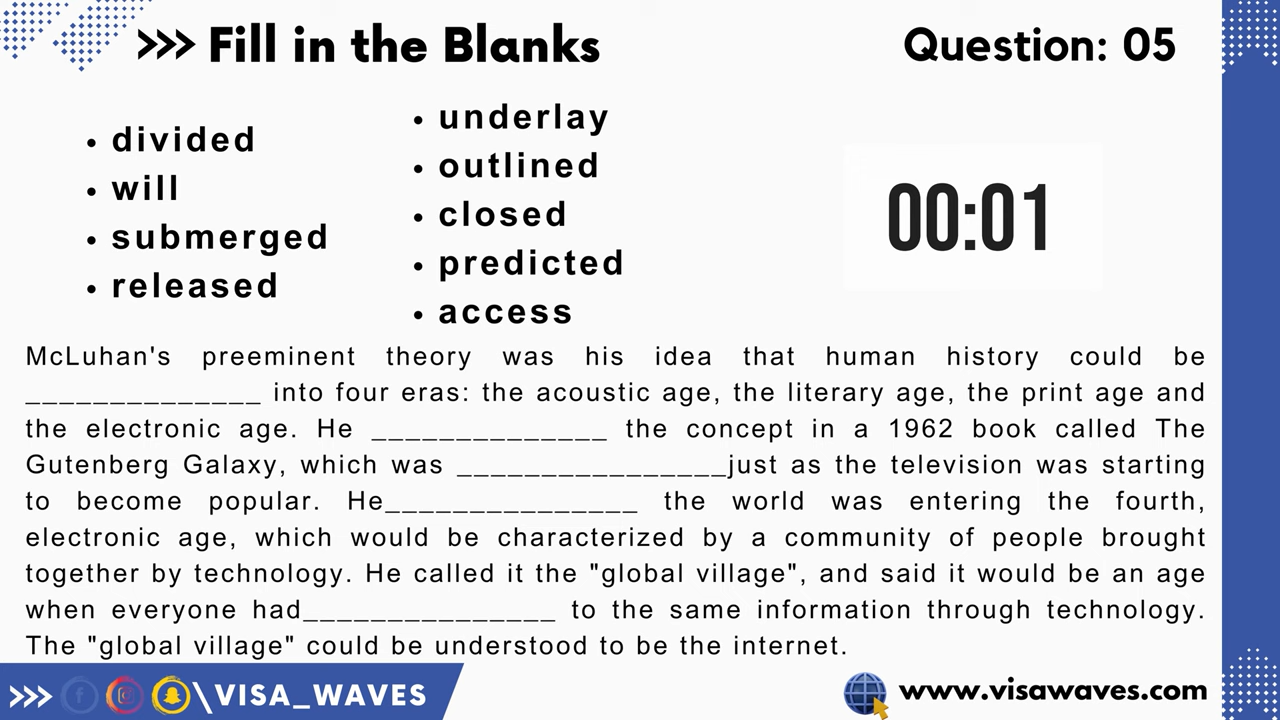 >>> Fill in the Blanks
Question: 05
• divided
• will
• submerged
• released
• underlay
• outlined
• closed
• predicted
• access
00:01
McLuhan's preeminent theory was his idea that human history could be
______________ into four eras: the acoustic age, the literary age, the print age and
the electronic age. He ______________ the concept in a 1962 book called The
Gutenberg Galaxy, which was ________________just as the television was starting
to become popular. He_______________ the world was entering the fourth,
electronic age, which would be characterized by a community of people brought
together by technology. He called it the "global village", and said it would be an age
when everyone had_______________ to the same information through technology.
The "global village" could be understood to be the internet.
>>> \VISA_WAVES
www.visawaves.com